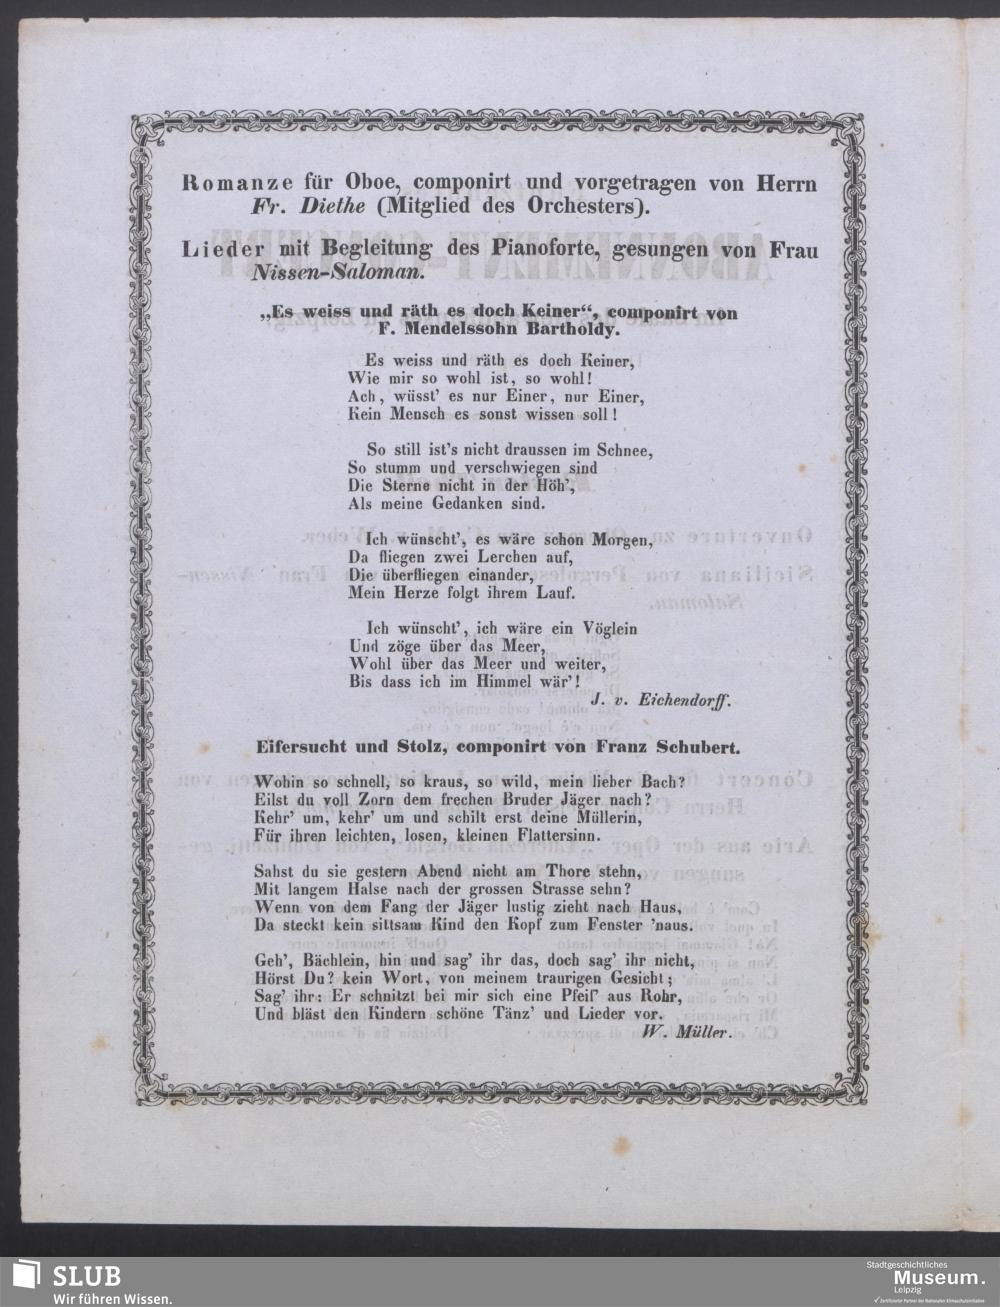 Romanze für Oboe, componirt und vorgetragen von Herrn
Fr. Diethe (Mitglied des Orchesters).
Lieder mit Begleitung des Pianoforte, gesungen von Frau
Nissen-Saloman.
„Es weiss und räth es doch Keiner“, componirt von
F. Mendelssohn Bartholdy.
Es weiss und räth es doch Keiner,
Wie mir so wohl ist, so wohl!
Ach, wüsst' es nur Einer, nur Einer,
Kein Mensch es sonst wissen soll!
So still ist's nicht draussen im Schnee,
So stumm und verschwiegen sind
Die Sterne nicht in der Höh',
Als meine Gedanken sind.
Ich wünscht', es wäre schon Morgen,
Da fliegen zwei Lerchen auf,
Die überfliegen einander,
Mein Herze folgt ihrem Lauf.
Ich wünscht', ich wäre ein Vöglein
Und zöge über das Meer,
Wohl über das Meer und weiter,
Bis dass ich im Himmel wär'!
J. v. Eichendorff.
Eifersucht und Stolz, componirt von Franz Schubert.
Wohin so schnell, so kraus, so wild, mein lieber Bach?
Eilst du voll Zorn dem frechen Bruder Jäger nach?
Kehr' um, kehr' um und schilt erst deine Müllerin,
Für ihren leichten, losen, kleinen Flattersinn.
Sahst du sie gestern Abend nicht am Thore stehn,
Mit langem Halse nach der grossen Strasse sehn?
Wenn von dem Fang der Jäger lustig zieht nach Haus,
Da steckt kein sittsam Kind den Kopf zum Fenster 'naus.
Geh', Bächlein, hin und sag' ihr das, doch sag' ihr nicht,
Hörst Du? kein Wort, von meinem traurigen Gesicht;
Sag' ihr: Er schnitzt bei mir sich eine Pfeif' aus Rohr,
Und bläst den Kindern schöne Tänz' und Lieder vor.
W. Müller.
SLUB
Wir führen Wissen.
Stadtgeschichtliches
Museum.
Leipzig
Zertifizierter Partner der Nationalen Klimaschutzinitiative